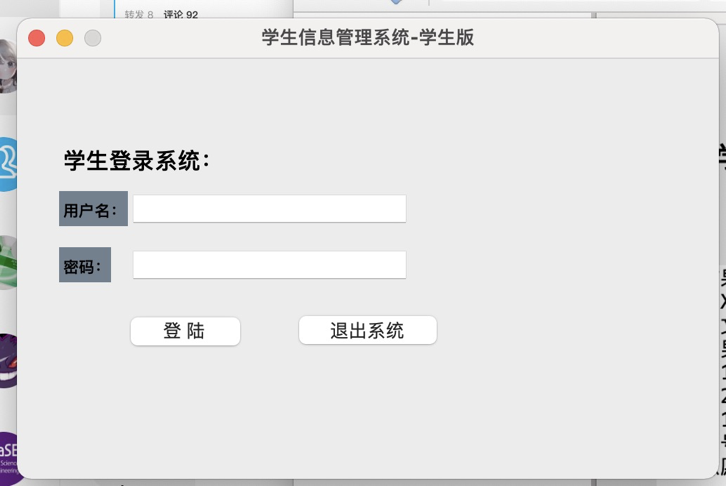 转发 8 评论 92
学生信息管理系统-学生版
学生登录系统：
用户名：
密码：
登 陆
退出系统